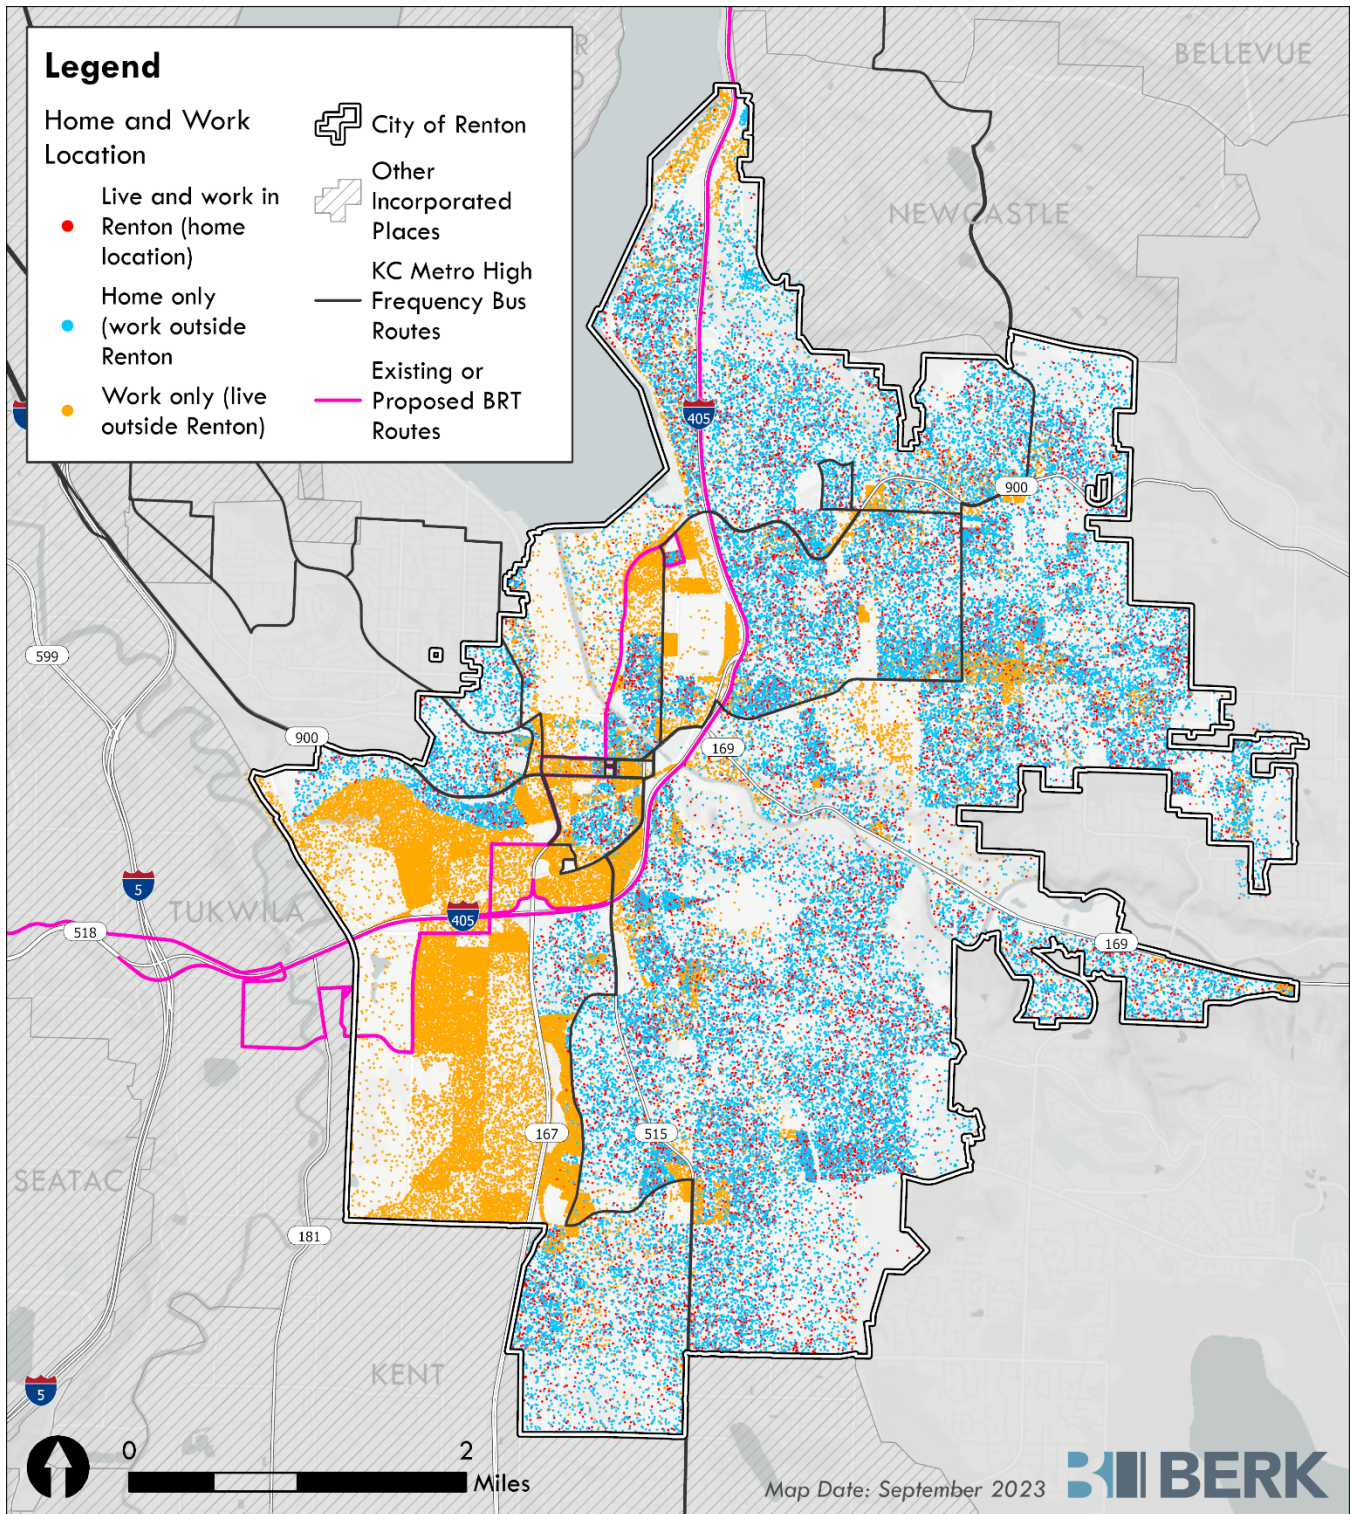 Legend
Home and Work
Location
Live and work in
Renton (home
location)
Home only
(work outside
Renton
Work only (live
outside Renton)
City of Renton
Other
Incorporated
Places
KC Metro High
Frequency Bus
Routes
Existing or
Proposed BRT
Routes
R
BELLEVUE
NEWCASTLE
405
900
599
900
169
5
TUKWILA
405
518
169
167
515
SEATAC
181
KENT
5
0
2
Miles
Map Date: September 2023
BERK